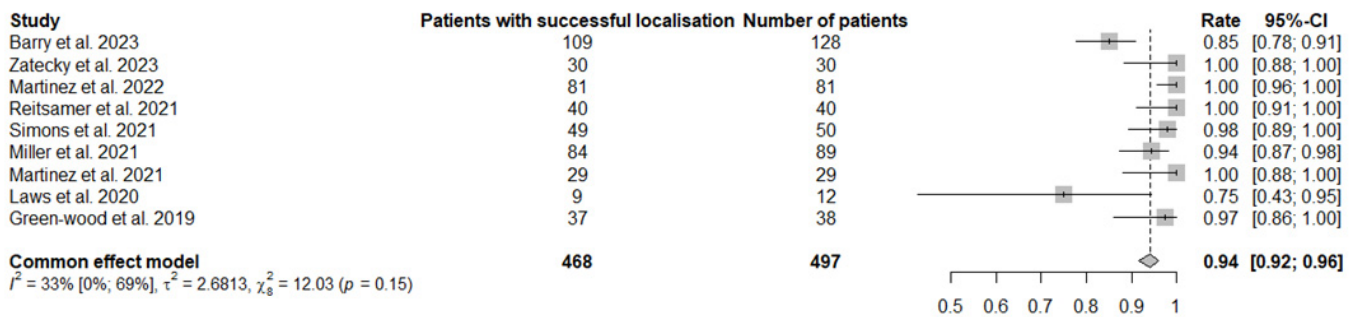 Study Patients with successful localisation Number of patients Rate 95%-CI
Barry et al. 2023 109 128 0.85 [0.78; 0.91]
Zatecky et al. 2023 30 30 1.00 [0.88; 1.00]
Martinez et al. 2022 81 81 1.00 [0.96; 1.00]
Reitsamer et al. 2021 40 40 1.00 [0.91; 1.00]
Simons et al. 2021 49 50 0.98 [0.89; 1.00]
Miller et al. 2021 84 89 0.94 [0.87; 0.98]
Martinez et al. 2021 29 29 1.00 [0.88; 1.00]
Laws et al. 2020 9 12 0.75 [0.43; 0.95]
Green-wood et al. 2019 37 38 0.97 [0.86; 1.00]
Common effect model 468 497 0.94 [0.92; 0.96]
I² = 33% [0%; 69%], τ² = 2.6813, χ²₈ = 12.03 (p = 0.15)
0.5 0.6 0.7 0.8 0.9 1